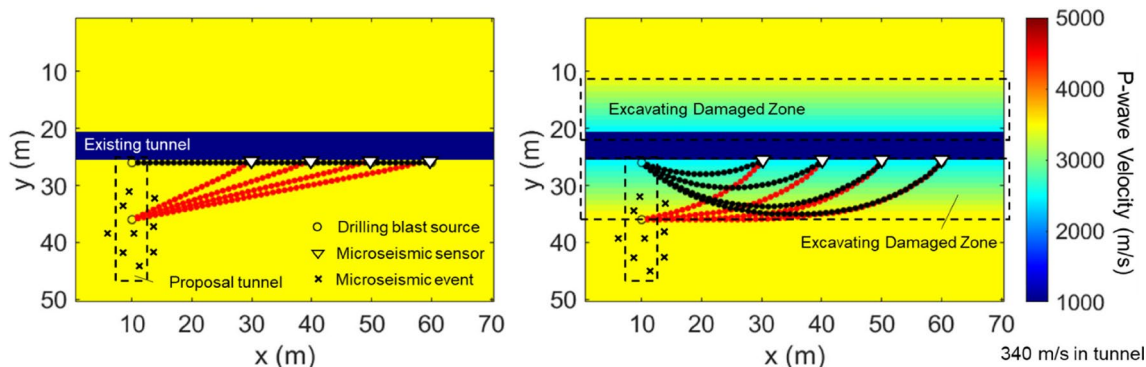 10
20
30
40
50
y (m)
Existing tunnel
Drilling blast source
Microseismic sensor
Microseismic event
Proposal tunnel
10
20
30
40
50
60
70
x (m)
10
20
30
40
50
y (m)
Excavating Damaged Zone
Excavating Damaged Zone
10
20
30
40
50
60
70
x (m)
5000
4000
3000
2000
1000
P-wave Velocity (m/s)
340 m/s in tunnel